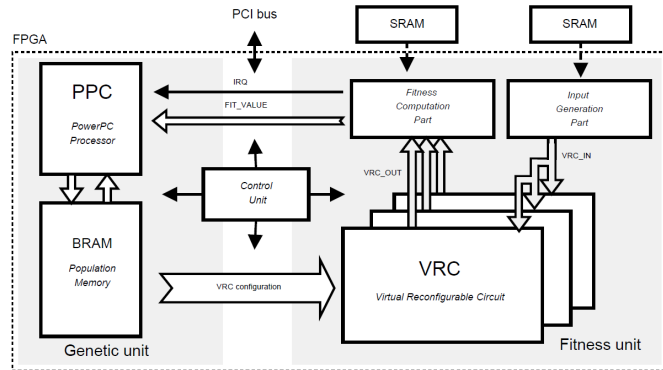 PCI bus
SRAM
SRAM
FPGA
PPC
PowerPC
Processor
IRQ
FIT_VALUE
Fitness
Computation
Part
Input
Generation
Part
VRC_OUT
VRC_IN
Control
Unit
BRAM
Population
Memory
VRC configuration
VRC
Virtual Reconfigurable Circuit
Genetic unit
Fitness unit